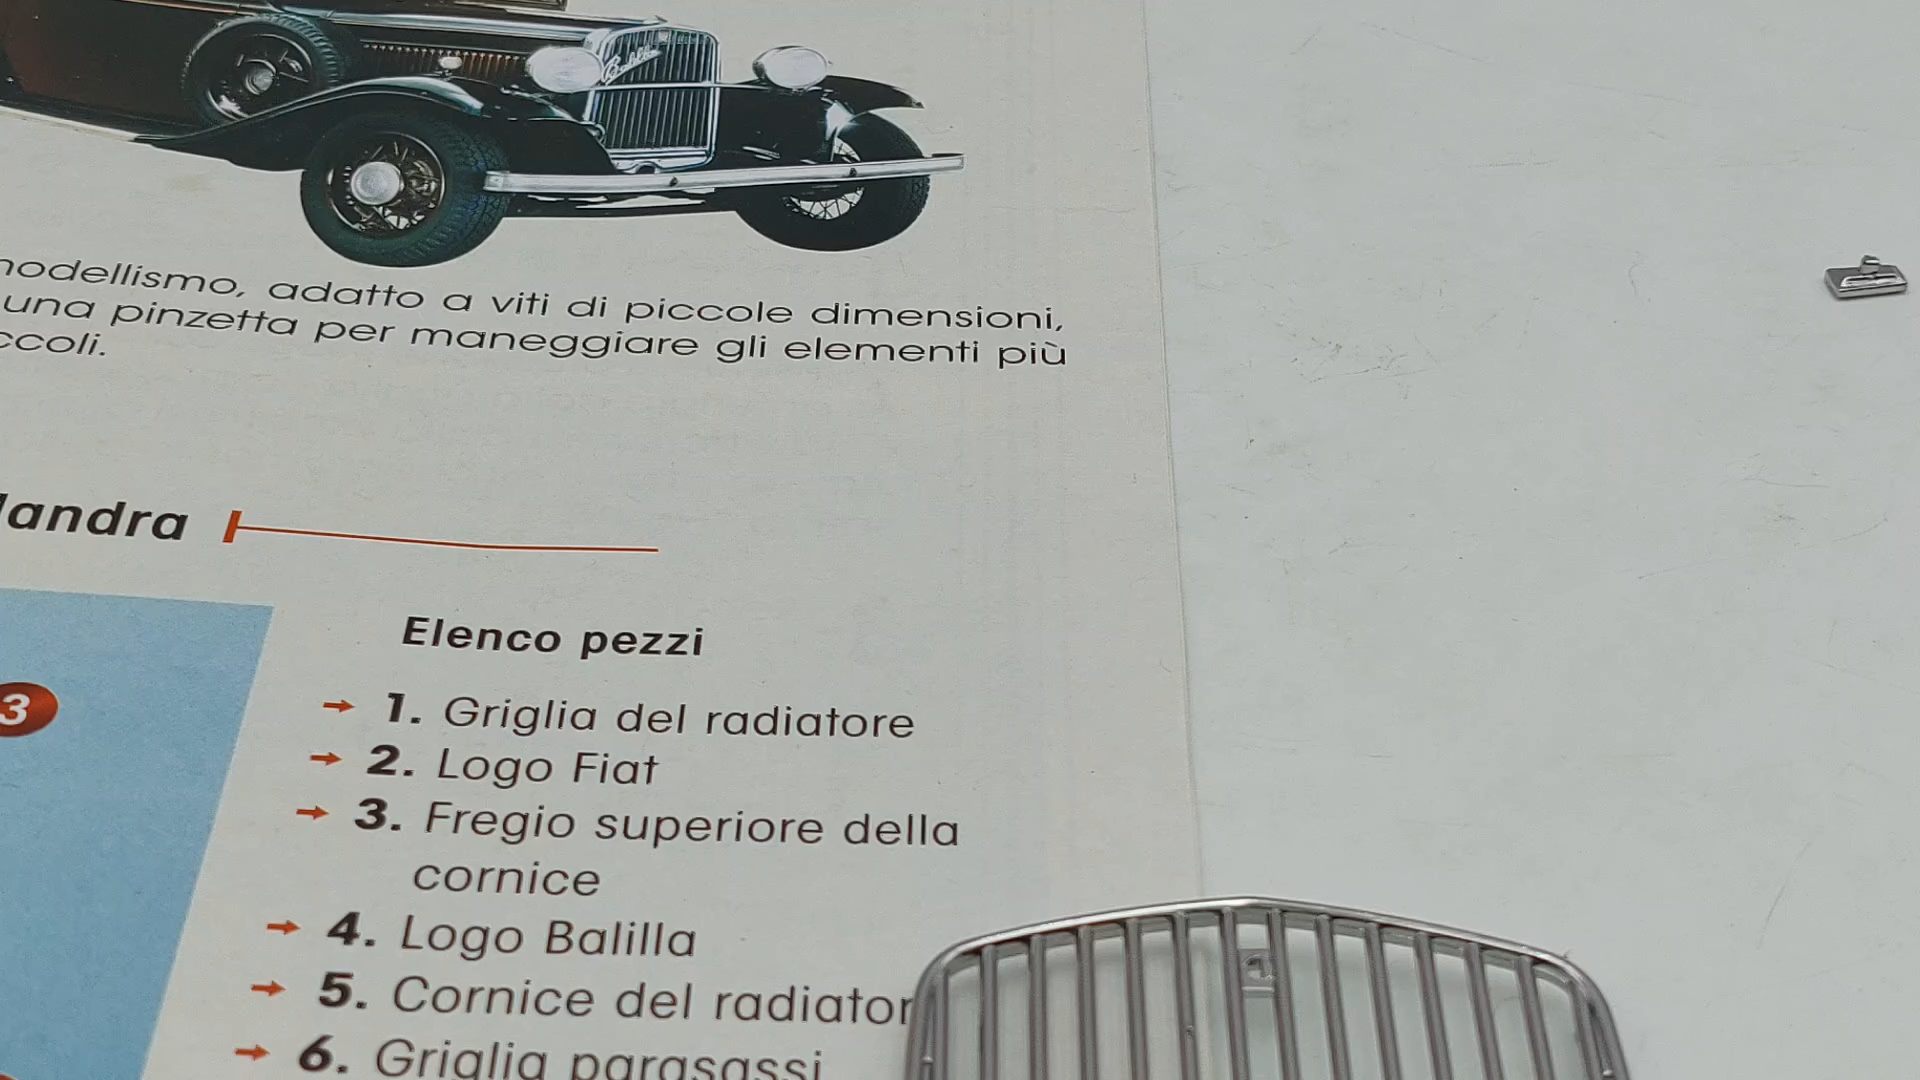 Balilla
modellismo, adatto a viti di piccole dimensioni,
una pinzetta per maneggiare gli elementi più
ccoli.
landra
Elenco pezzi
3
→ 1. Griglia del radiatore
→ 2. Logo Fiat
→ 3. Fregio superiore della
cornice
→ 4. Logo Balilla
→ 5. Cornice del radiator
→ 6. Griglia parasassi